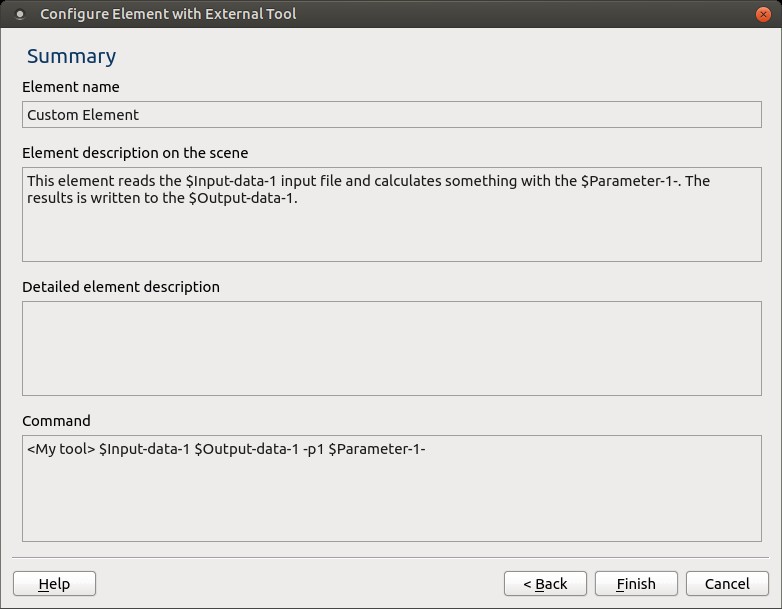 Configure Element with External Tool
Summary
Element name
Custom Element
Element description on the scene
This element reads the $Input-data-1 input file and calculates something with the $Parameter-1-. The
results is written to the $Output-data-1.
Detailed element description
Command
<My tool> $Input-data-1 $Output-data-1 -p1 $Parameter-1-
Help
< Back
Finish
Cancel